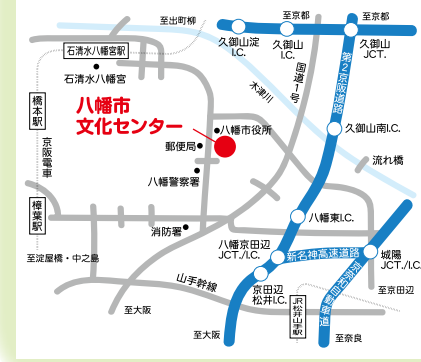 至出町柳
至京都
至京都
石清水八幡宮駅
石清水八幡宮
久御山淀
I.C.
久御山
I.C.
久御山
JCT.
国道1号
第2京阪道路
木津川
橋本駅
八幡市
文化センター
八幡市役所
郵便局
久御山南I.C.
京阪電車
流れ橋
八幡警察署
樟葉駅
消防署
八幡東I.C.
八幡京田辺
JCT./I.C.
新名神高速道路
城陽
JCT./I.C.
至淀屋橋・中之島
山手幹線
京田辺
松井I.C.
京奈和自動車道
至京田辺
JR松井山手駅
至大阪
至大阪
至奈良